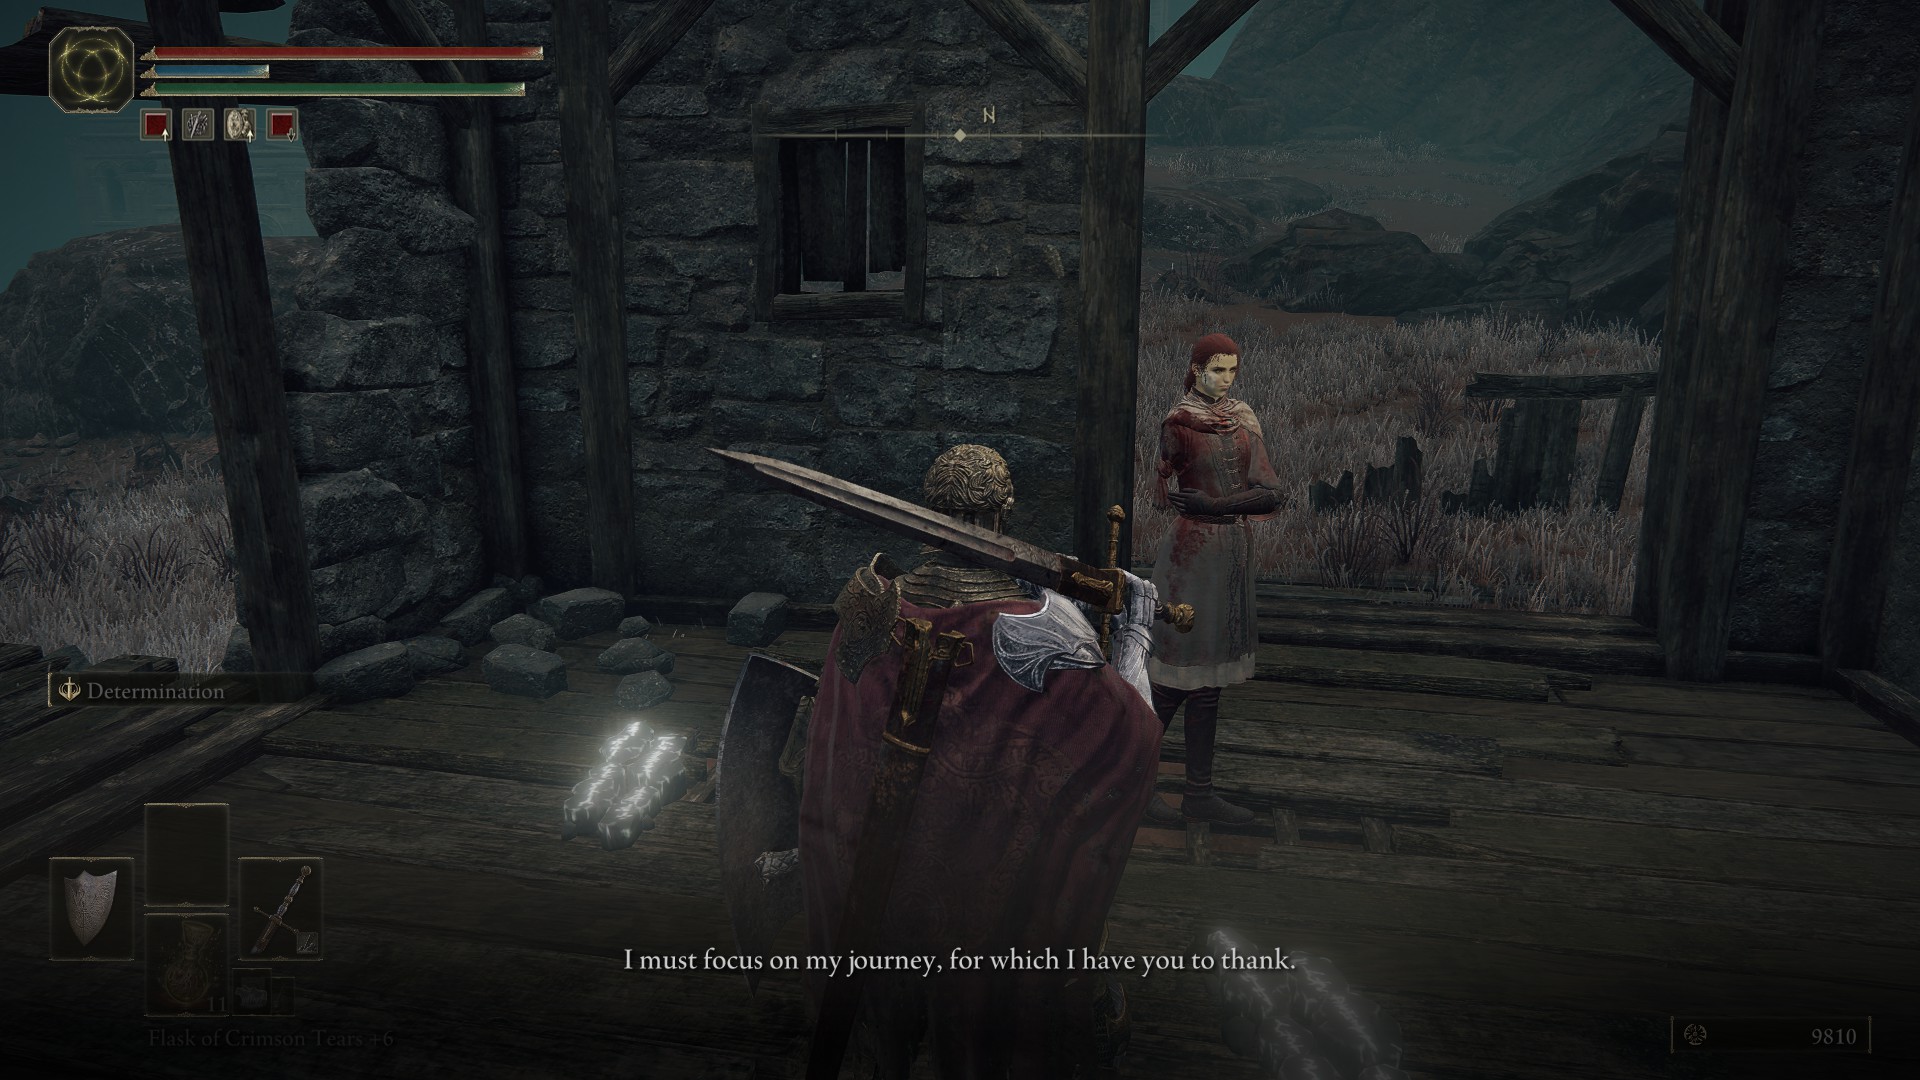 N
Determination
I must focus on my journey, for which I have you to thank.
11
Flask of Crimson Tears +6
9810